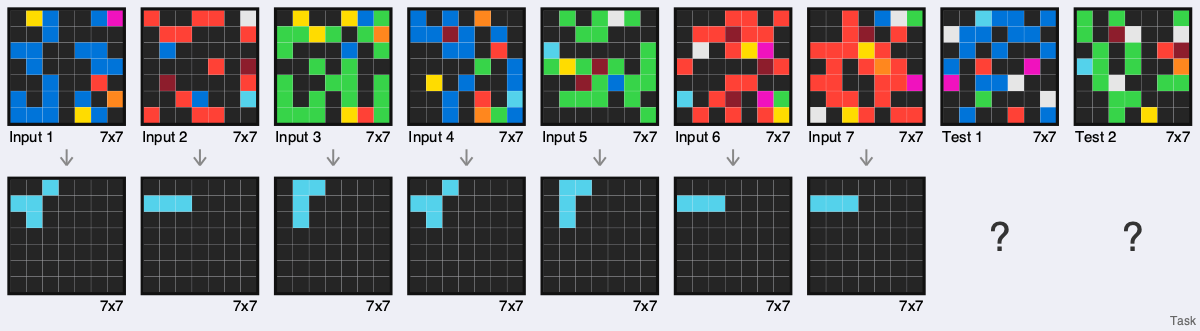 Input 1 7x7
Input 2 7x7
Input 3 7x7
Input 4 7x7
Input 5 7x7
Input 6 7x7
Input 7 7x7
Test 1 7x7
Test 2 7x7
? ?
7x7
7x7
7x7
7x7
7x7
7x7
7x7
Task